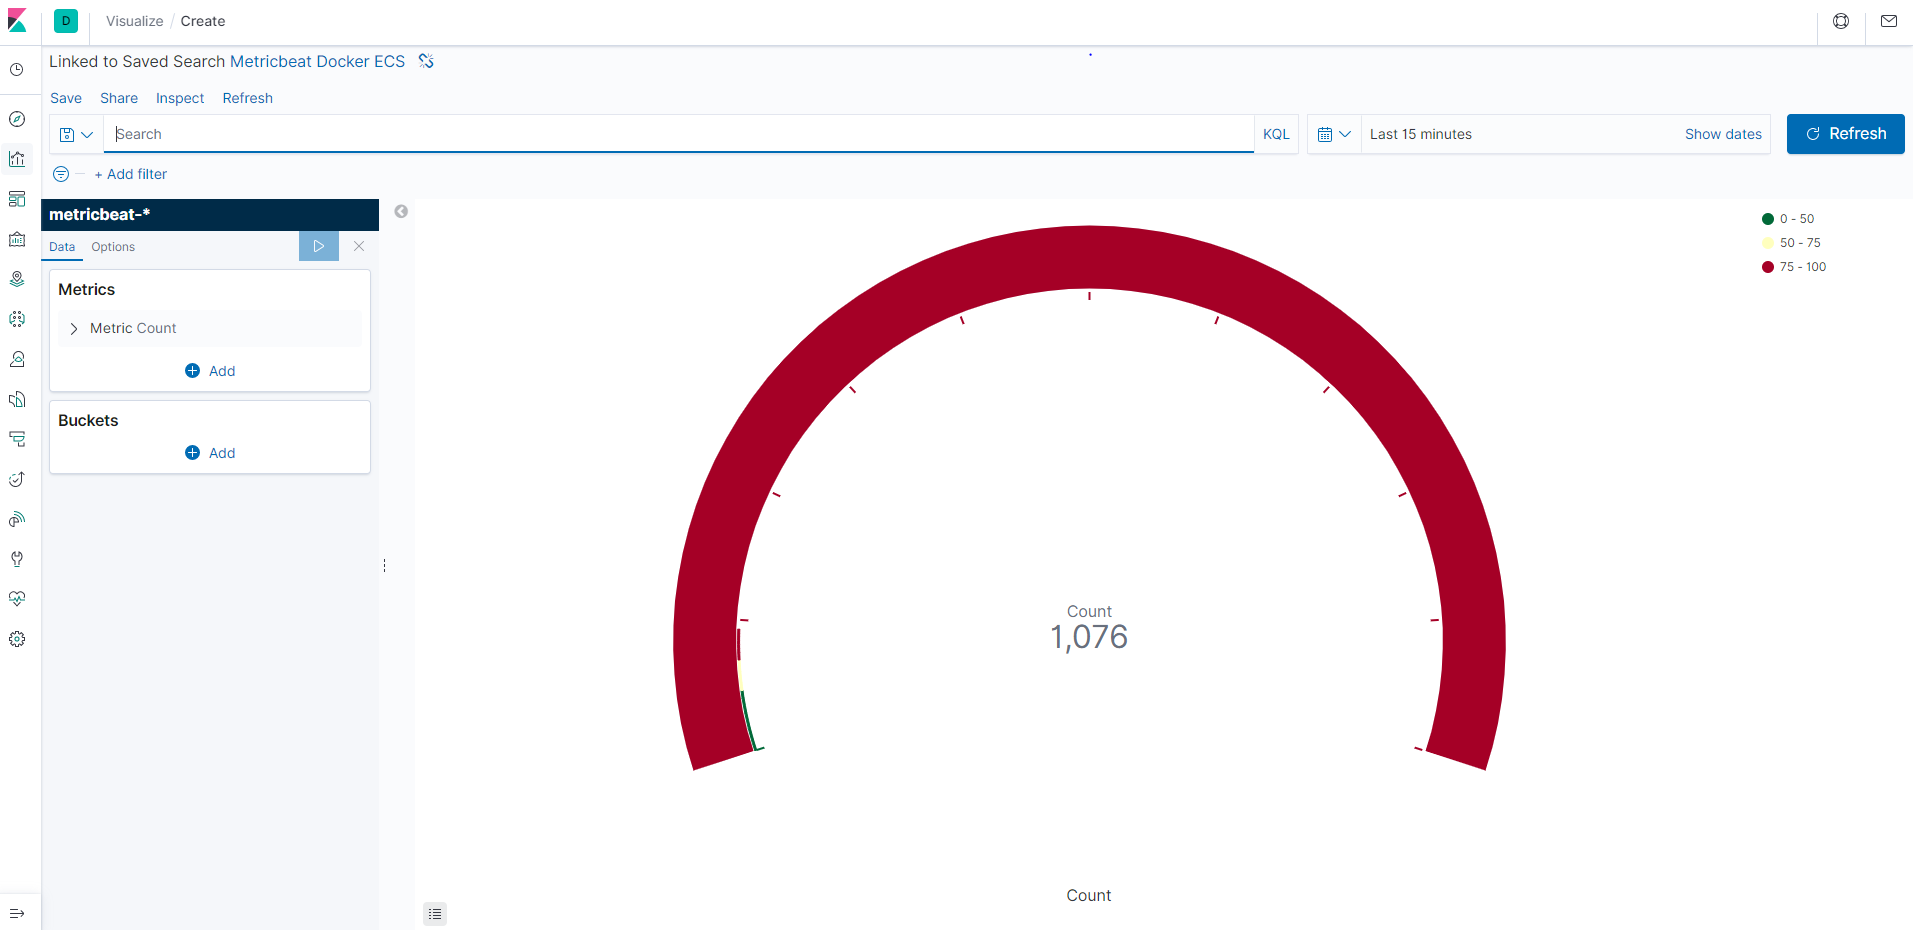 D Visualize / Create
Linked to Saved Search Metricbeat Docker ECS
Save Share Inspect Refresh
Search KQL Last 15 minutes Show dates Refresh
+ Add filter
metricbeat-*
Data Options
Metrics
Metric Count
Add
Buckets
Add
0 - 50
50 - 75
75 - 100
Count
1,076
Count